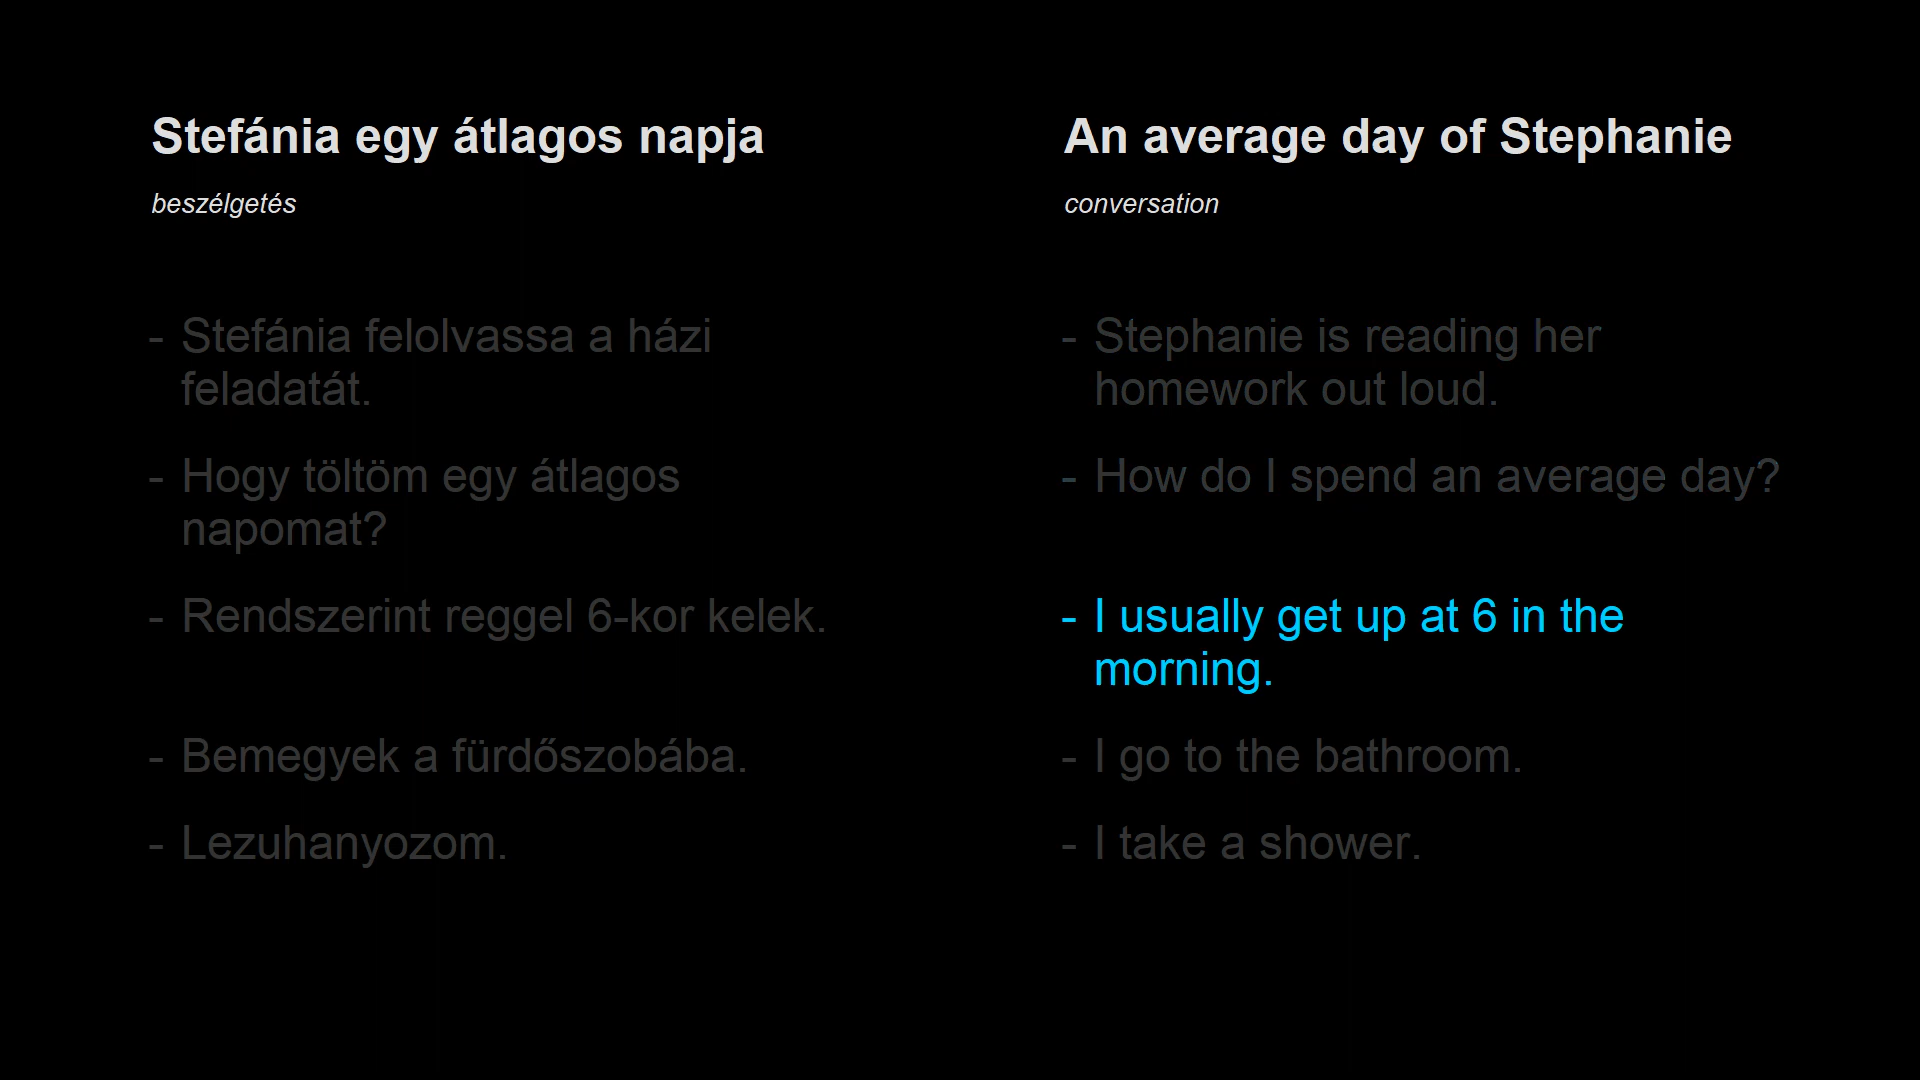 Stefánia egy átlagos napja
beszélgetés
- Stefánia felolvassa a házi
feladatát.
- Hogy töltöm egy átlagos
napomat?
- Rendszerint reggel 6-kor kelek.
- Bemegyek a fürdőszobába.
- Lezuhanyozom.
An average day of Stephanie
conversation
- Stephanie is reading her
homework out loud.
- How do I spend an average day?
- I usually get up at 6 in the
morning.
- I go to the bathroom.
- I take a shower.